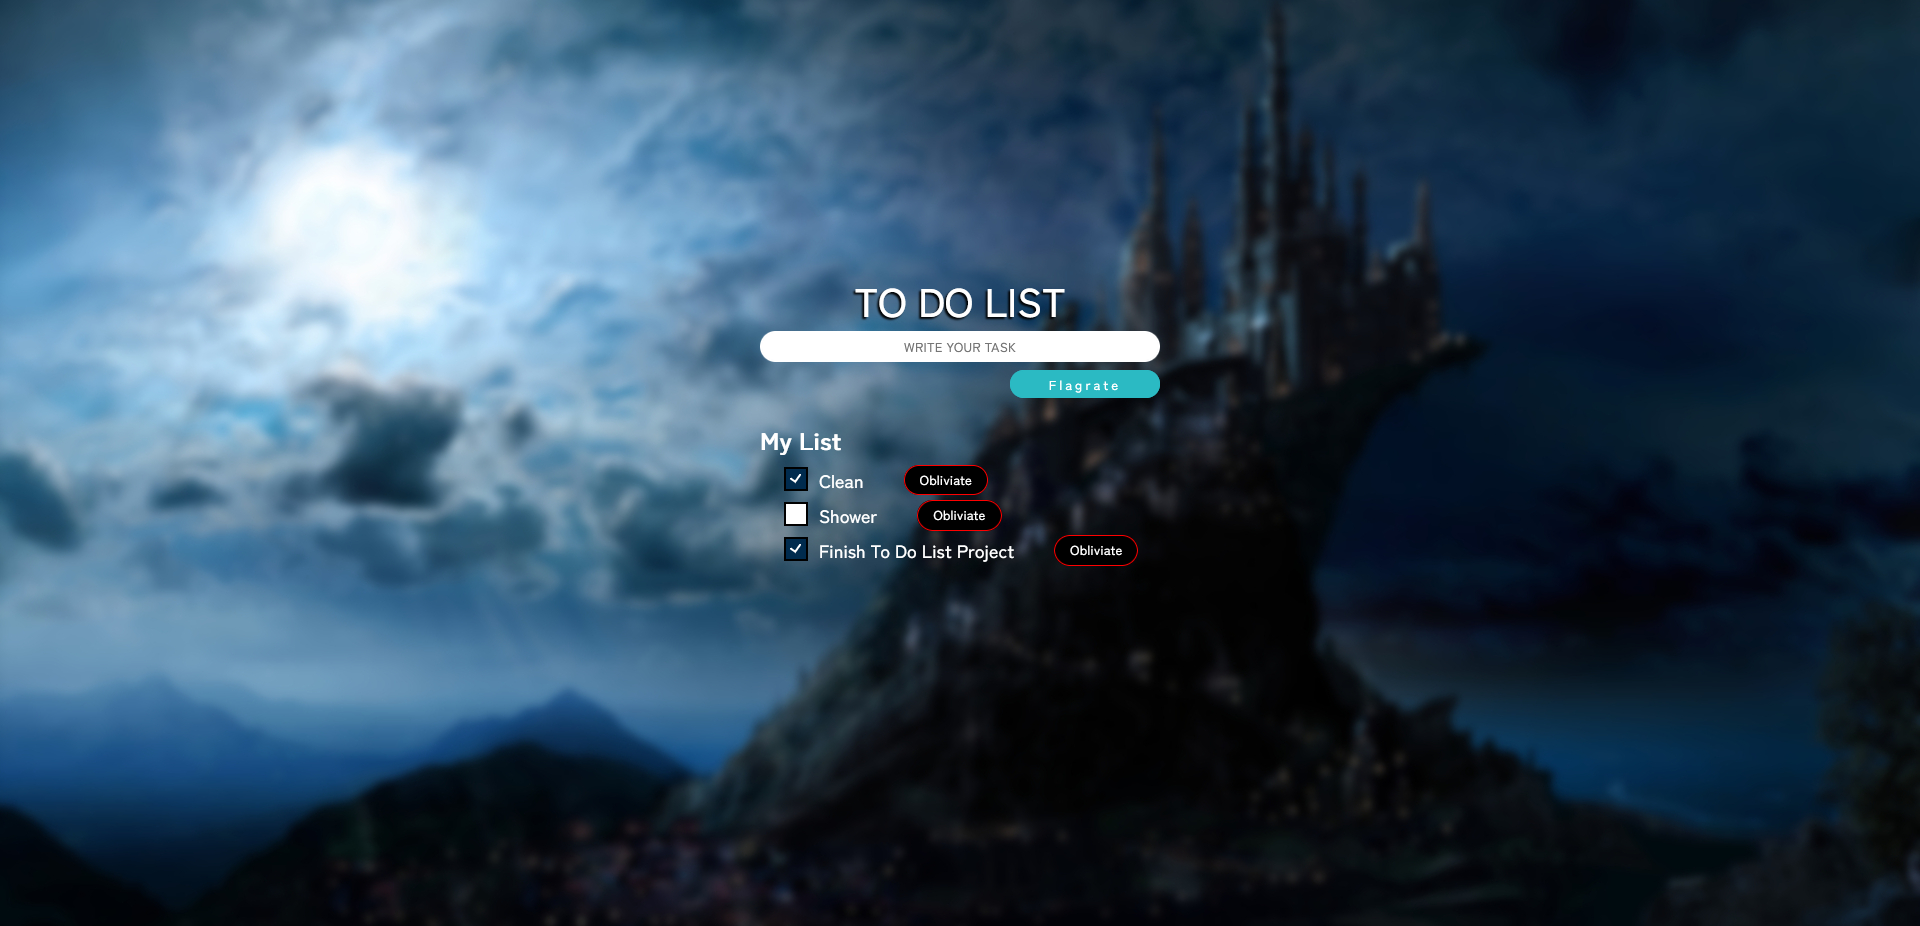 TO DO LIST
WRITE YOUR TASK
Flagrate
My List
Clean Obliviate
Shower Obliviate
Finish To Do List Project Obliviate